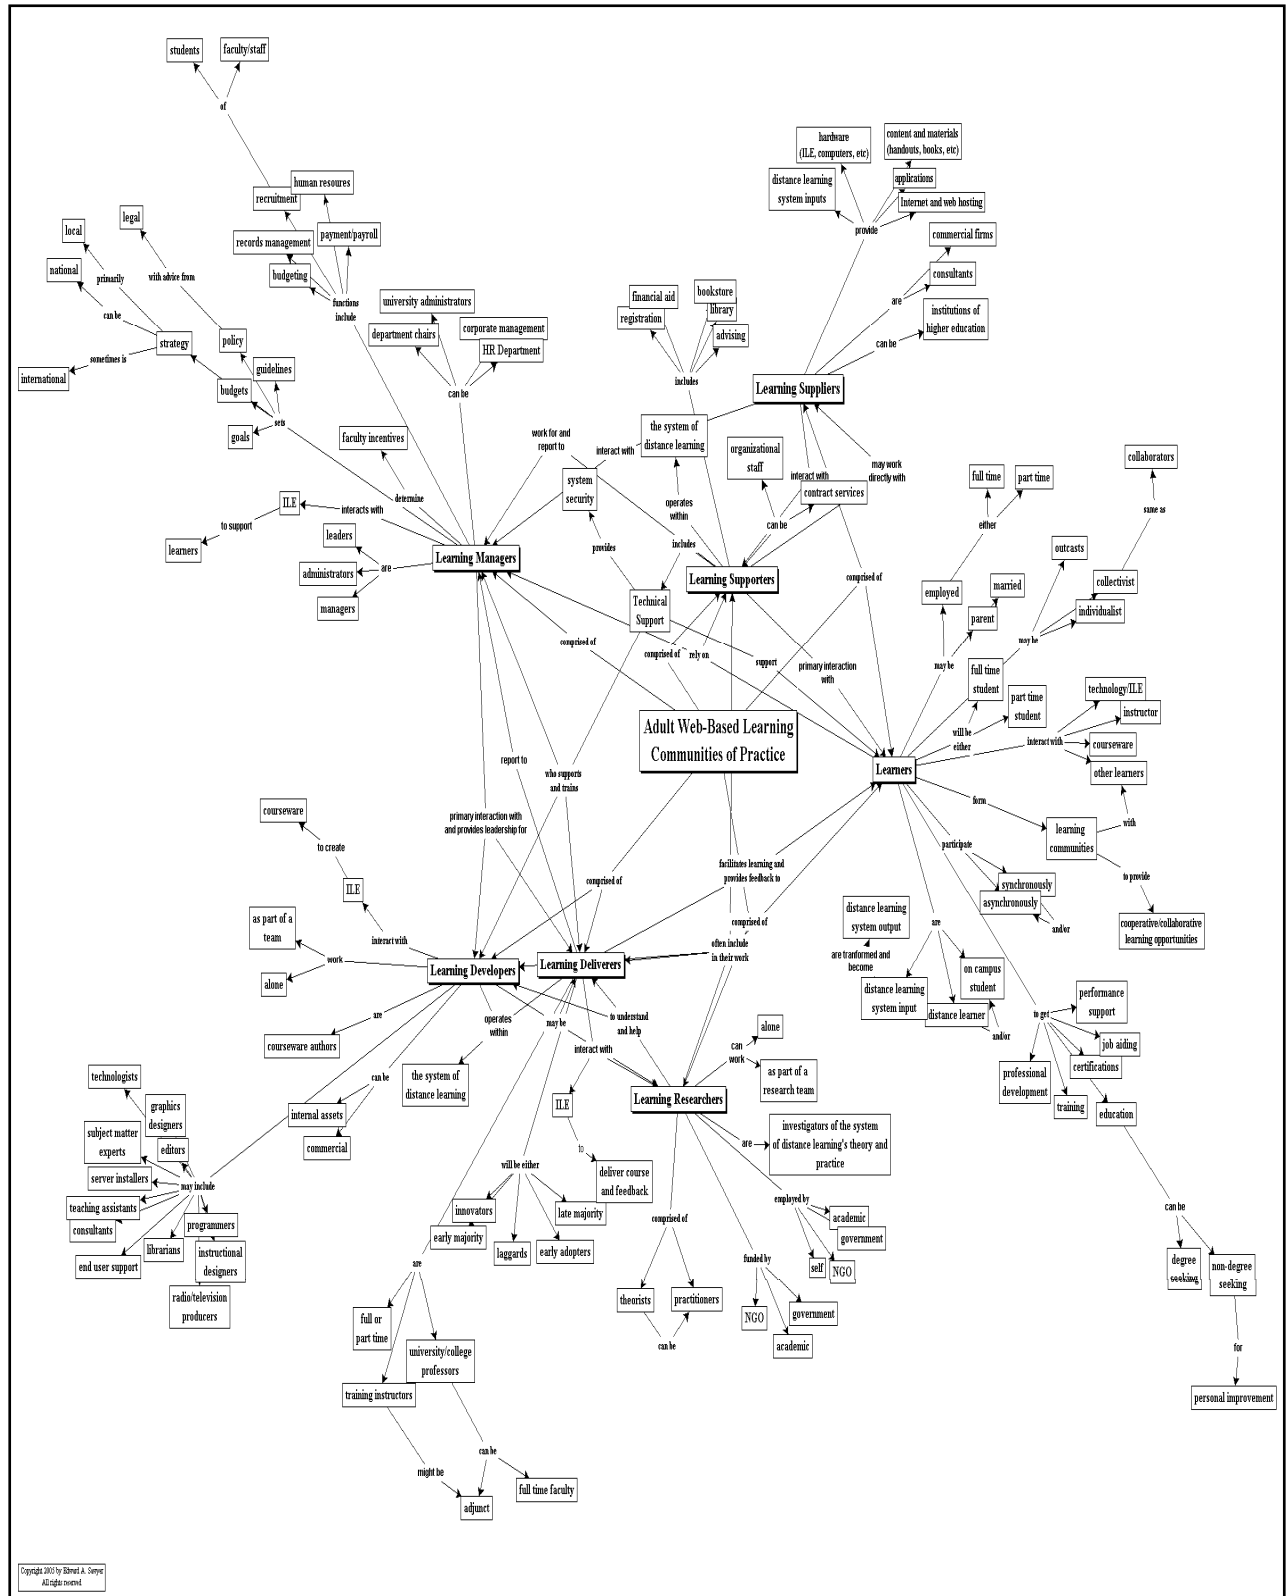 students
faculty/staff
of
human resoures
recruitment
legal
local
records management
payment/payroll
national
primarily
with advice from
budgeting
functions
include
can be
strategy
policy
sometimes is
international
guidelines
budgets
sets
goals
university administrators
department chairs
corporate management
HR Department
can be
faculty incentives
determine
ILE
interacts with
to support
learners
leaders
are
administrators
managers
Learning Managers
hardware
(ILE, computers, etc)
content and materials
(handouts, books, etc)
distance learning
system inputs
applications
Internet and web hosting
provide
commercial firms
consultants
are
institutions of
higher education
can be
Learning Suppliers
financial aid
bookstore
registration
library
advising
includes
work for and
report to
interact with
the system of
distance learning
organizational
staff
interact with
may work
directly with
contract services
system
security
operates
within
can be
provides
includes
Learning Supporters
Technical
Support
comprised of
comprised of
rely on
support
primary interaction
with
comprised of
collaborators
full time
part time
same as
either
outcasts
employed
married
collectivist
parent
individualist
may be
may be
full time
student
part time
student
will be
either
technology/ILE
instructor
interact with
courseware
other learners
Learners
form
learning
communities
with
to provide
cooperative/collaborative
learning opportunities
participate
synchronously
asynchronously
and/or
Adult Web-Based Learning
Communities of Practice
report to
who supports
and trains
primary interaction with
and provides leadership for
comprised of
facilitates learning and
provides feedback to
comprised of
often include
in their work
courseware
to create
ILE
as part of a
team
interact with
work
alone
Learning Developers
Learning Deliverers
are
courseware authors
operates
within
may be
to understand
and help
interact with
can be
the system of
distance learning
internal assets
commercial
technologists
graphics
designers
subject matter
experts
editors
server installers
may include
teaching assistants
consultants
programmers
librarians
instructional
designers
end user support
radio/television
producers
distance learning
system output
are
are tranformed and
become
on campus
student
distance learning
system input
distance learner
and/or
performance
support
to get
job aiding
professional
development
certifications
training
education
can be
degree
seeking
non-degree
seeking
for
personal improvement
can
work
alone
as part of a
research team
Learning Researchers
are
investigators of the system
of distance learning's theory and
practice
ILE
to
deliver course
and feedback
will be either
innovators
late majority
early majority
laggards
early adopters
comprised of
employed by
academic
government
self
NGO
funded by
theorists
practitioners
can be
NGO
government
academic
are
full or
part time
university/college
professors
training instructors
can be
might be
full time faculty
adjunct
Copyright 2005 by Edward A. Sawyer
All rights reserved